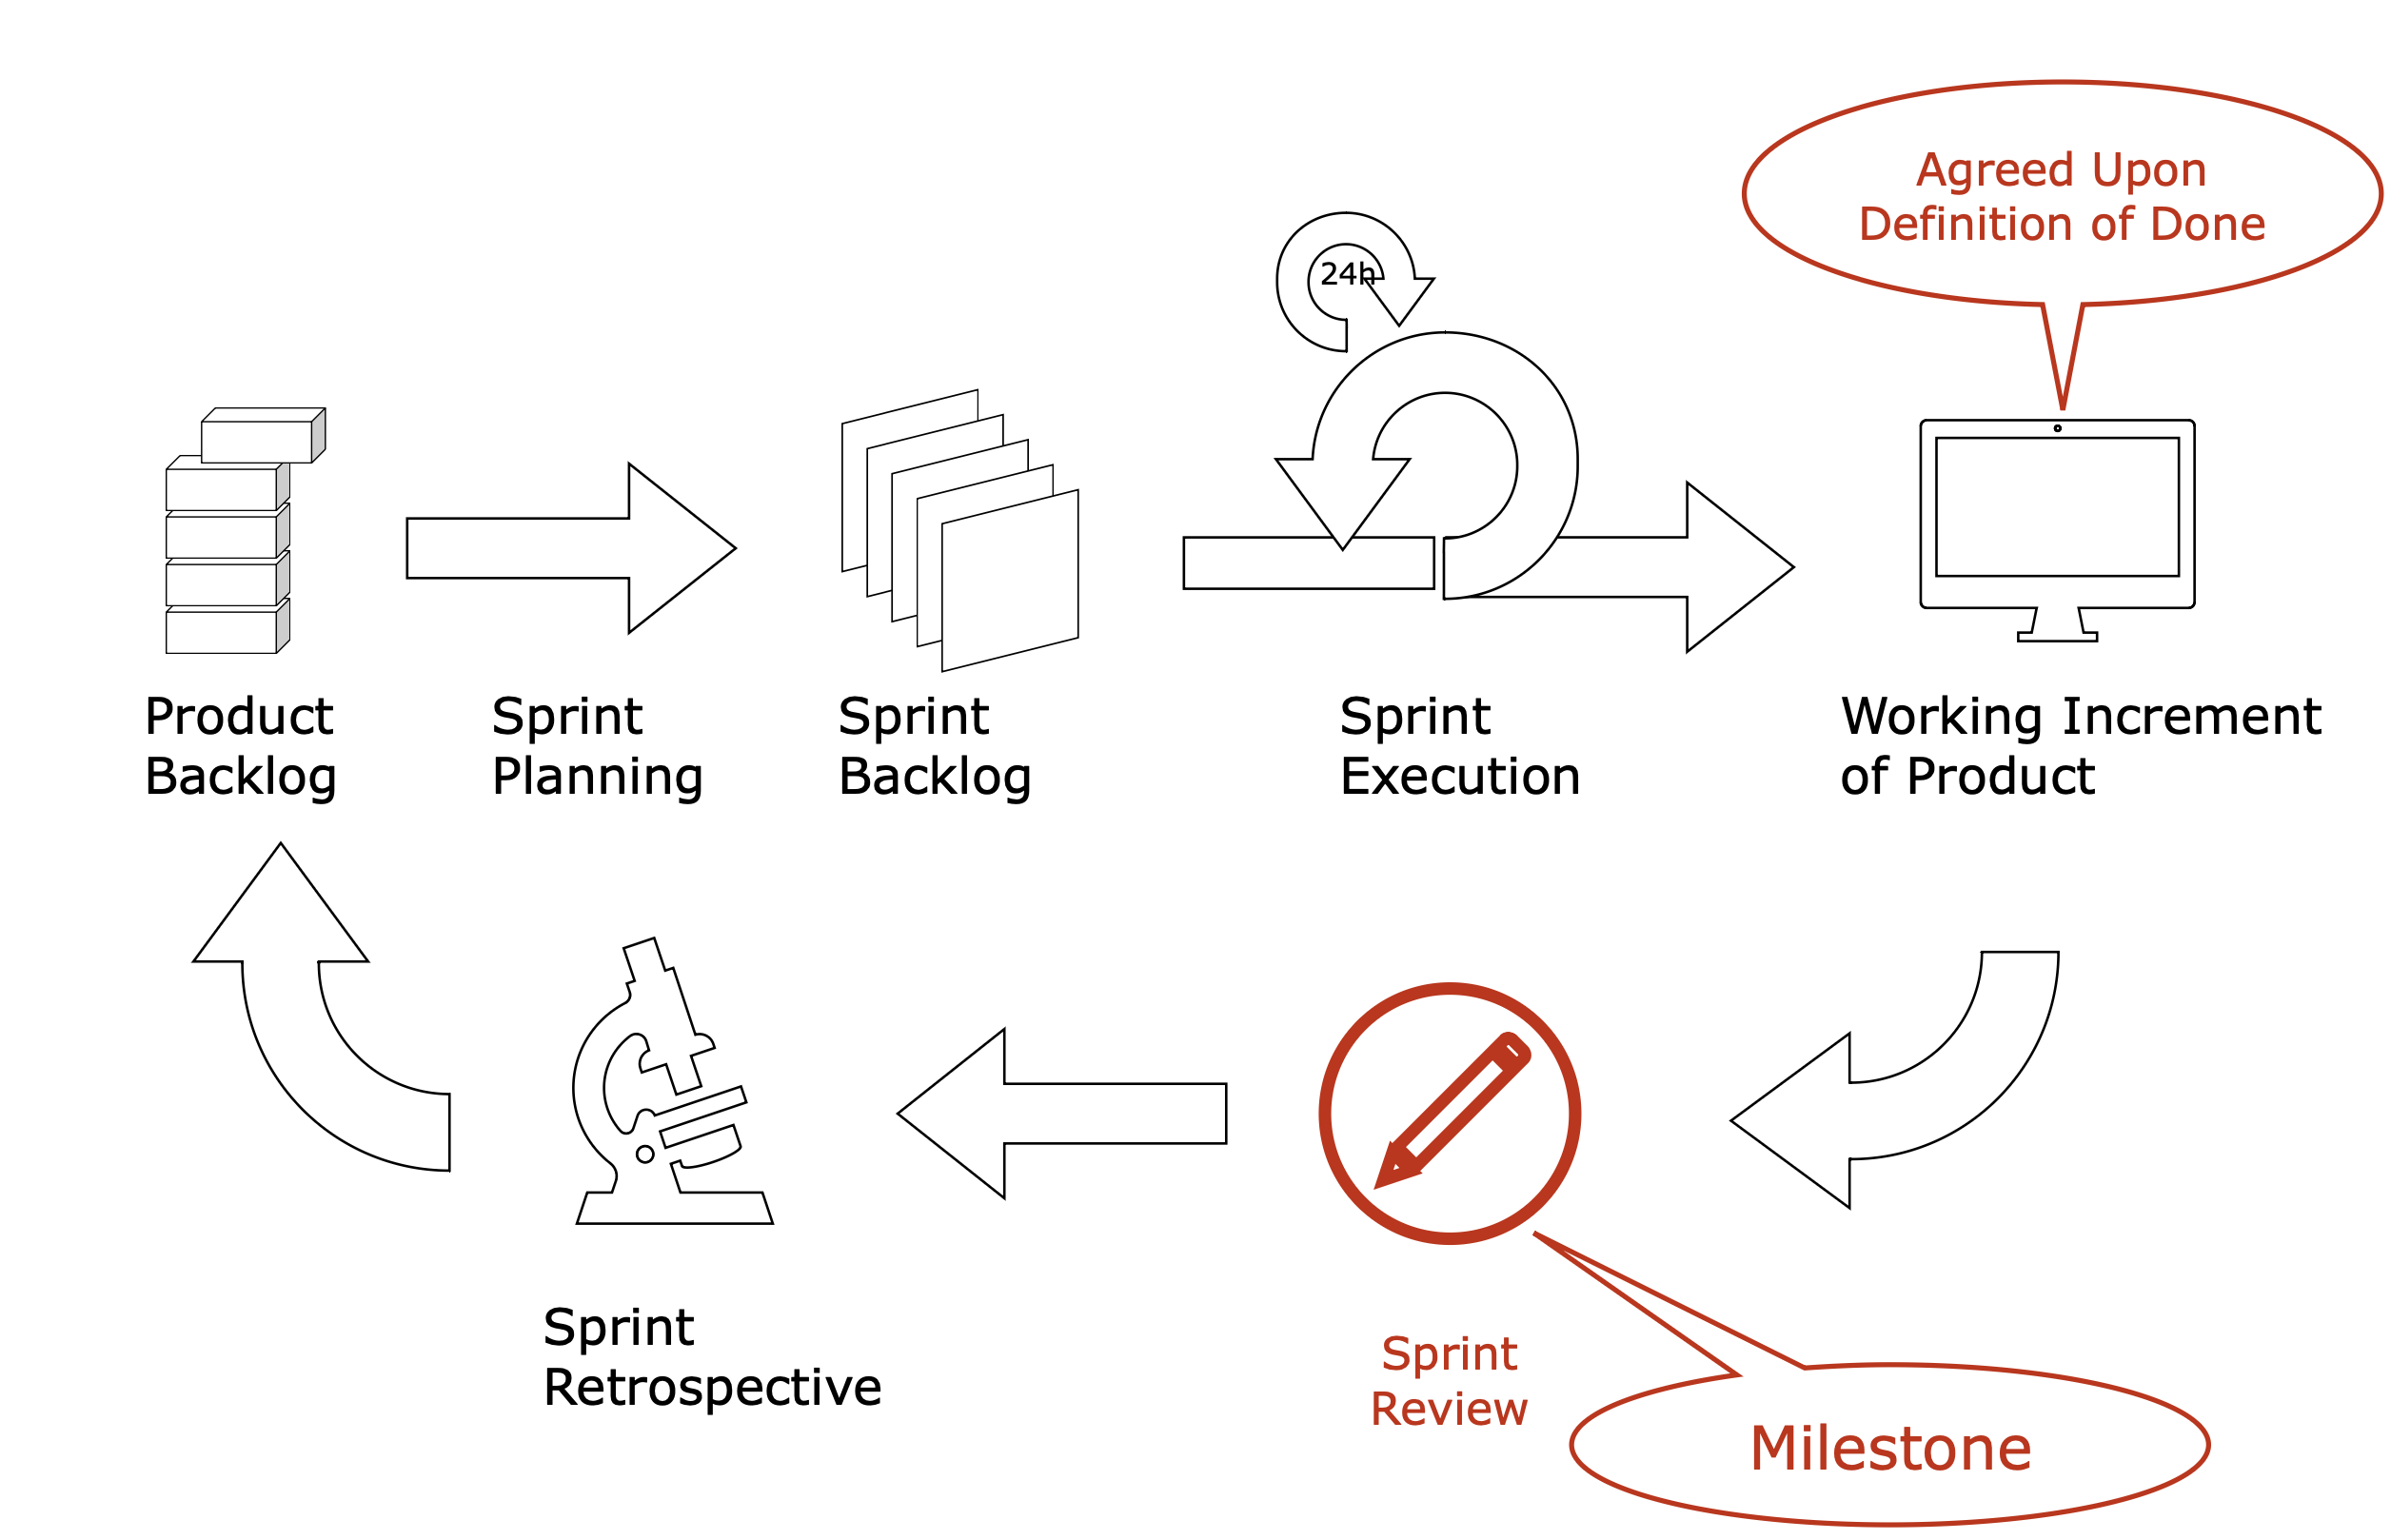 Agreed Upon
Definition of Done
24h
Product
Backlog
Sprint
Planning
Sprint
Backlog
Sprint
Execution
Working Increment
of Product
Sprint
Retrospective
Sprint
Review
Milestone